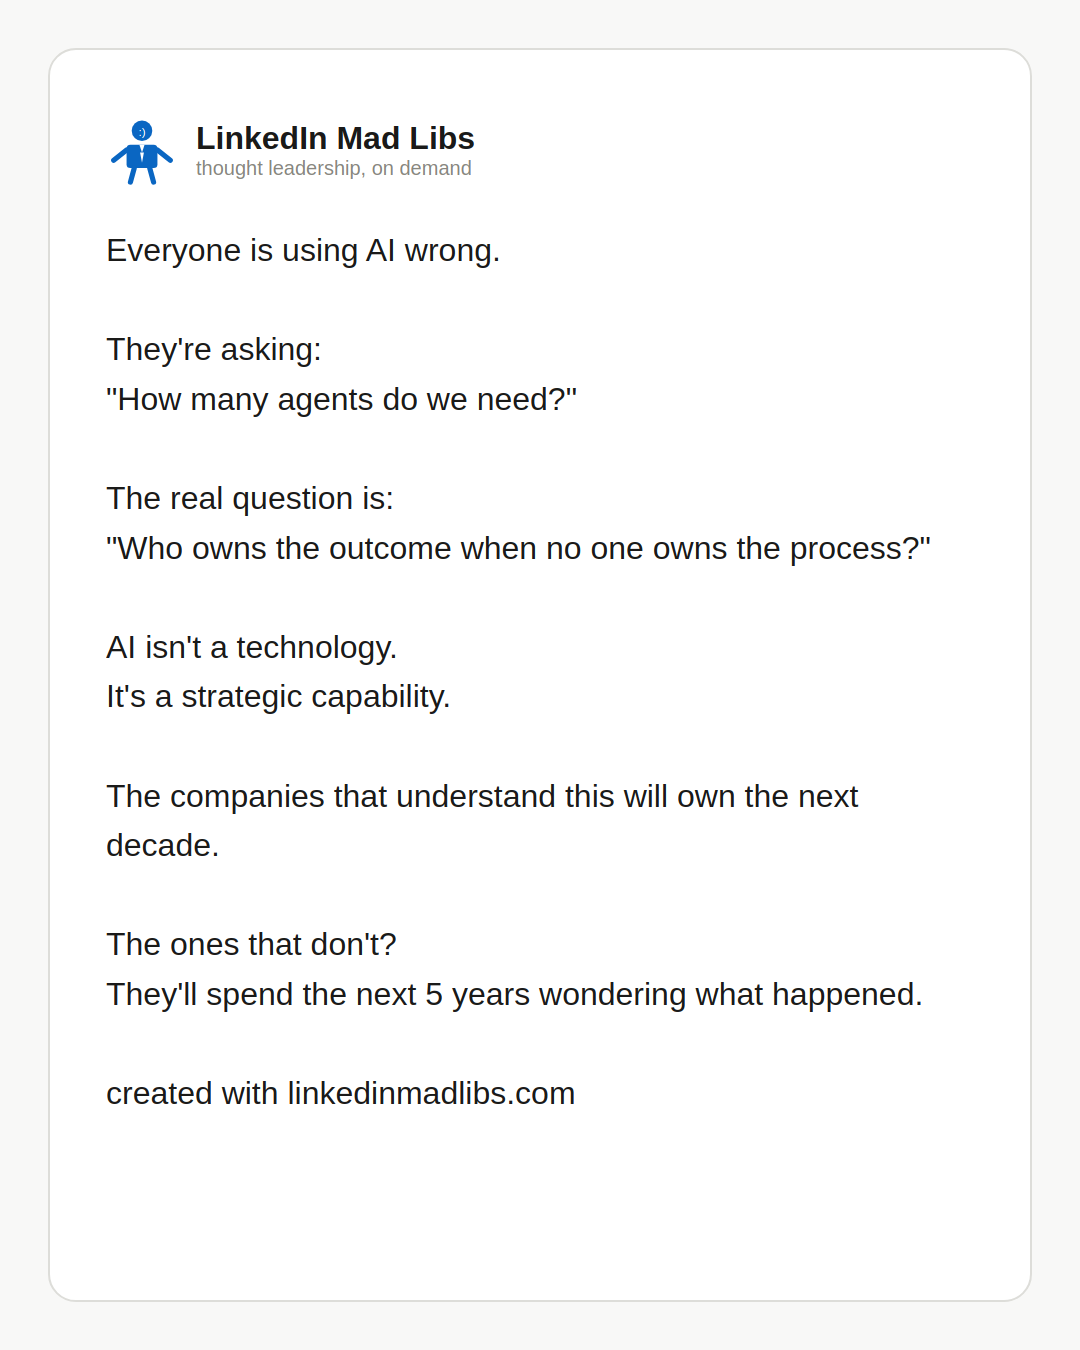 :)
LinkedIn Mad Libs
thought leadership, on demand
Everyone is using AI wrong.
They're asking:
"How many agents do we need?"
The real question is:
"Who owns the outcome when no one owns the process?"
AI isn't a technology.
It's a strategic capability.
The companies that understand this will own the next
decade.
The ones that don't?
They'll spend the next 5 years wondering what happened.
created with linkedinmadlibs.com